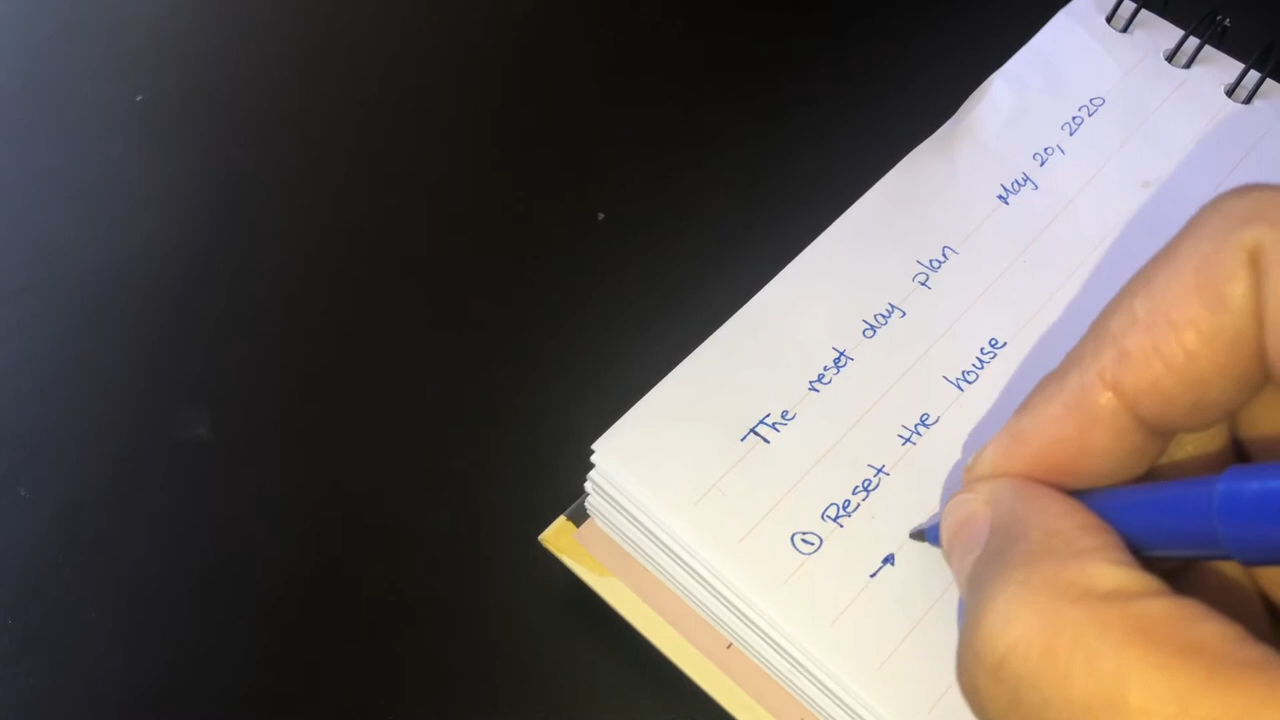 The reset day plan May 20, 2020
① Reset the house
→